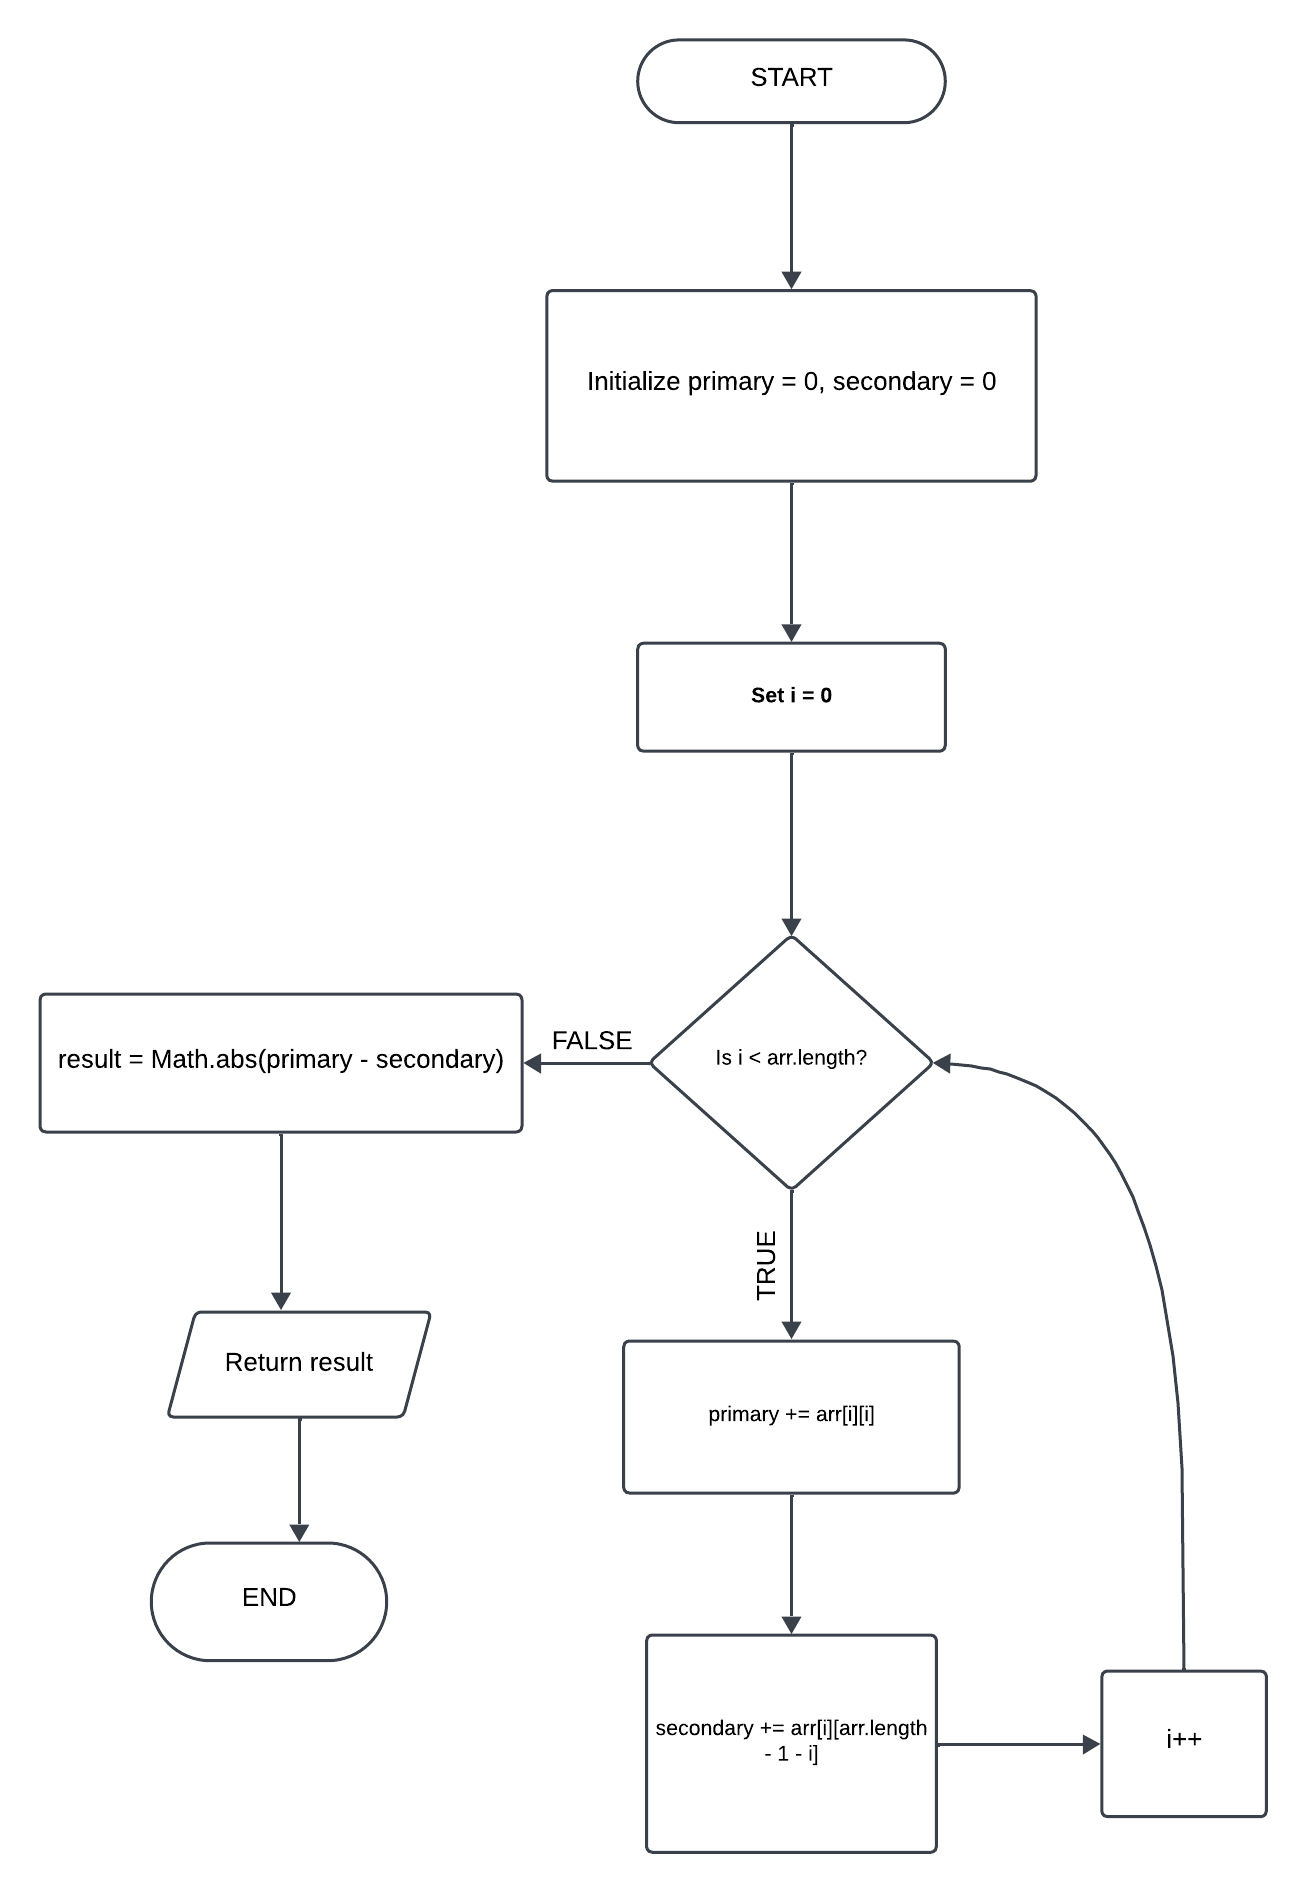 START
Initialize primary = 0, secondary = 0
Set i = 0
Is i < arr.length?
FALSE
result = Math.abs(primary - secondary)
Return result
END
TRUE
primary += arr[i][i]
secondary += arr[i][arr.length
- 1 - i]
i++